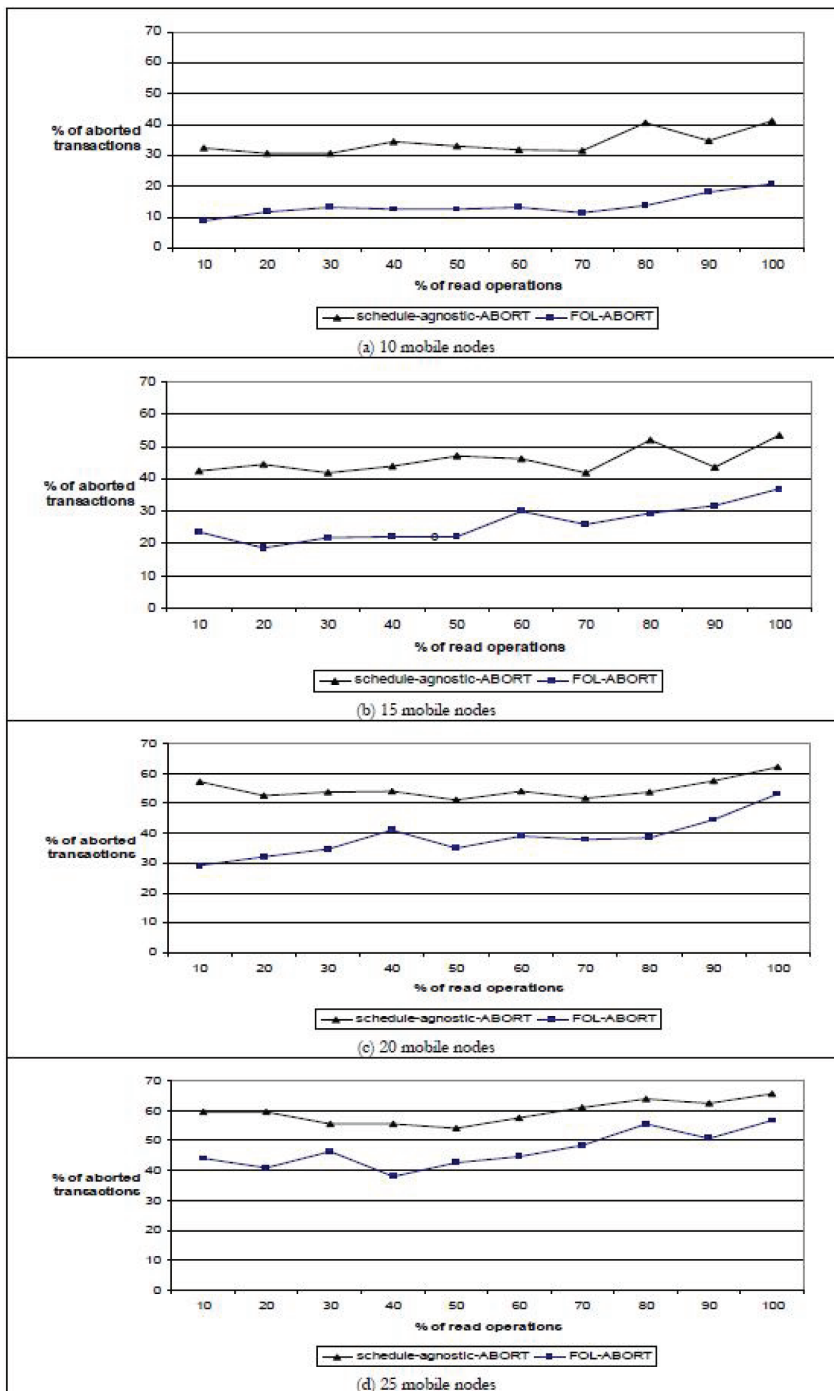 70
60
50
40
30
20
10
0
% of aborted
transactions
10 20 30 40 50 60 70 80 90 100
% of read operations
schedule-agnostic-ABORT FOL-ABORT
(a) 10 mobile nodes
70
60
50
40
30
20
10
0
% of aborted
transactions
10 20 30 40 50 60 70 80 90 100
% of read operations
schedule-agnostic-ABORT FOL-ABORT
(b) 15 mobile nodes
70
60
50
40
30
20
10
0
% of aborted
transactions
10 20 30 40 50 60 70 80 90 100
% of read operations
schedule-agnostic-ABORT FOL-ABORT
(c) 20 mobile nodes
70
60
50
40
30
20
10
0
% of aborted
transactions
10 20 30 40 50 60 70 80 90 100
% of read operations
schedule-agnostic-ABORT FOL-ABORT
(d) 25 mobile nodes